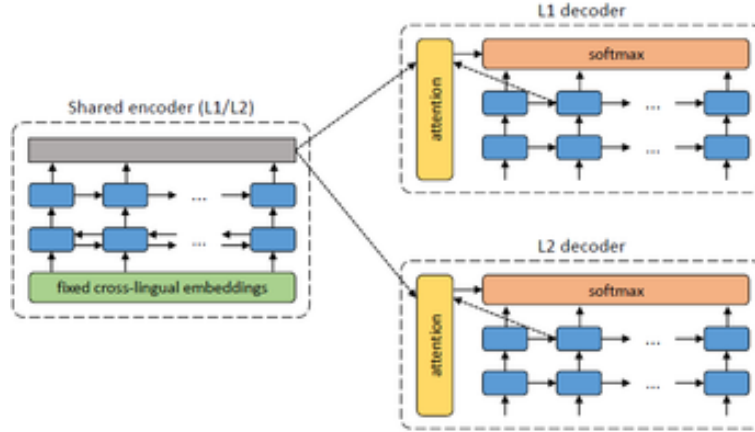 Shared encoder (L1/L2)
...
...
fixed cross-lingual embeddings
L1 decoder
attention
softmax
...
...
L2 decoder
attention
softmax
...
...